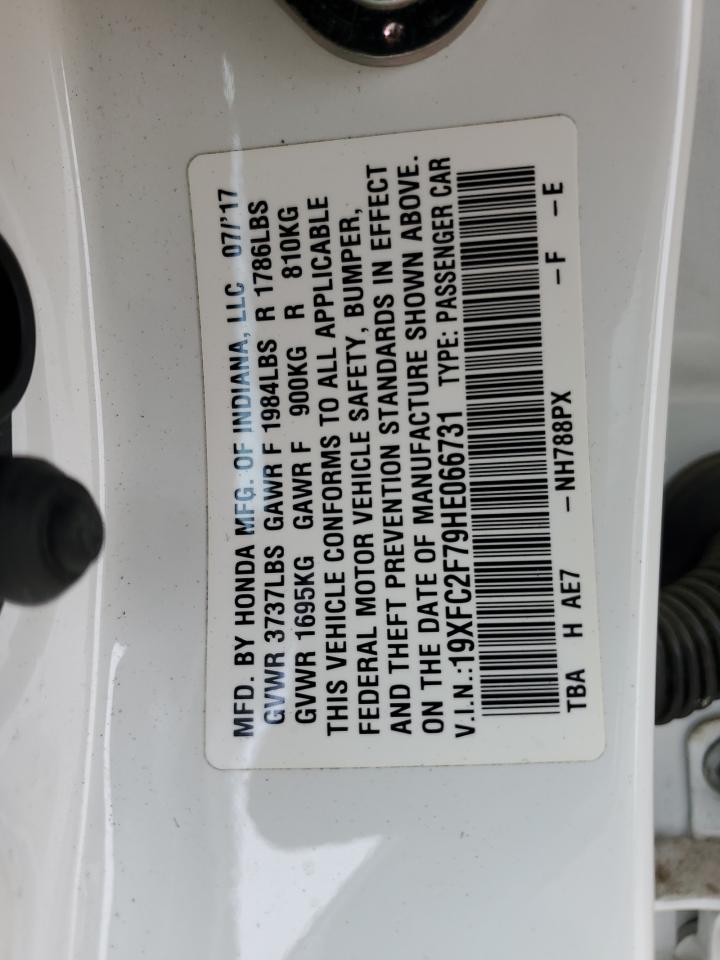 MFD. BY HONDA MFG. OF INDIANA, LLC 07/'17
GVWR 3737LBS GAWR F 1984LBS R 1786LBS
GVWR 1695KG GAWR F 900KG R 810KG
THIS VEHICLE CONFORMS TO ALL APPLICABLE
FEDERAL MOTOR VEHICLE SAFETY, BUMPER,
AND THEFT PREVENTION STANDARDS IN EFFECT
ON THE DATE OF MANUFACTURE SHOWN ABOVE.
V.I.N.:19XFC2F79HE066731 TYPE: PASSENGER CAR
TBA H AE7 – NH788PX – F – E